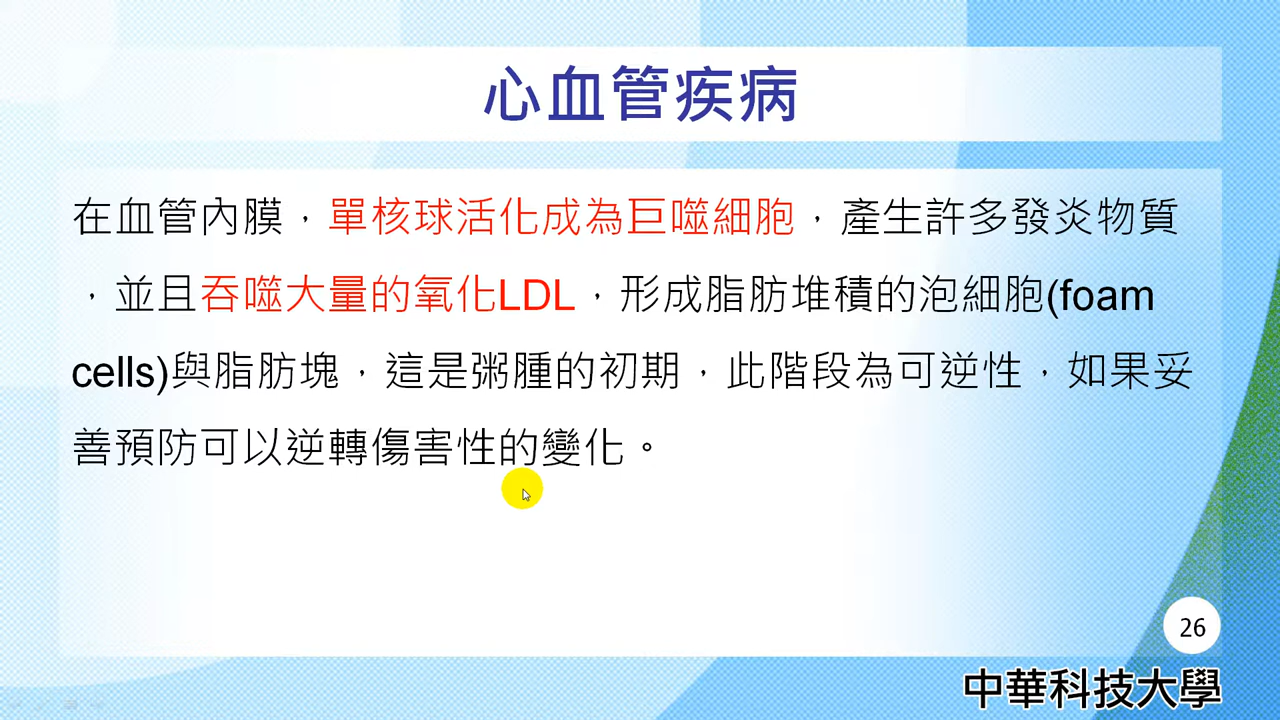 心血管疾病
在血管內膜，單核球活化成為巨噬細胞，產生許多發炎物質
，並且吞噬大量的氧化LDL，形成脂肪堆積的泡細胞(foam
cells)與脂肪塊，這是粥腫的初期，此階段為可逆性，如果妥
善預防可以逆轉傷害性的變化。
26
中華科技大學